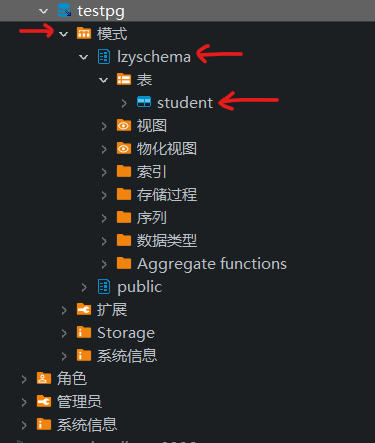 testpg
模式
lzyschema
表
student
视图
物化视图
索引
存储过程
序列
数据类型
Aggregate functions
public
扩展
Storage
系统信息
角色
管理员
系统信息